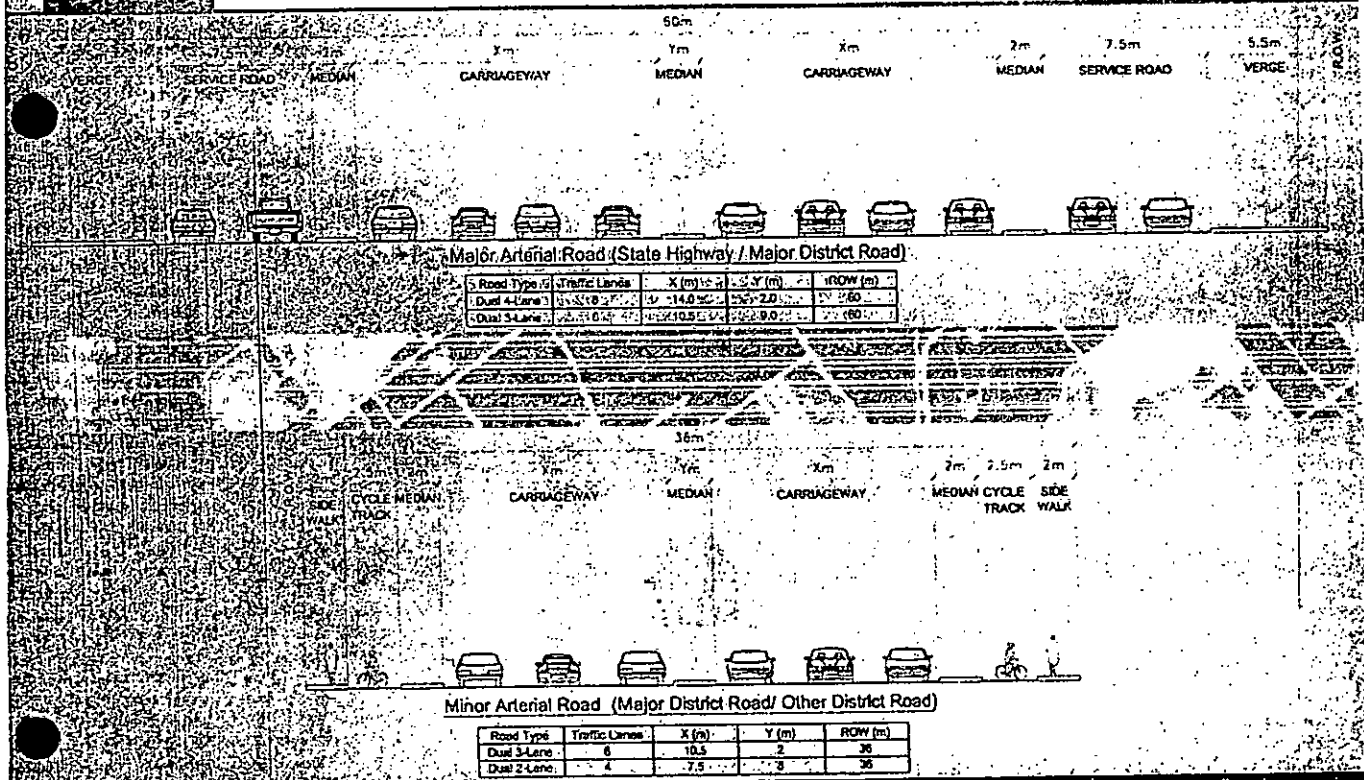 60m
7.5m 2m Xm Ym Xm 2m 7.5m 5.5m
VERGE SERVICE ROAD MEDIAN CARRIAGEWAY MEDIAN CARRIAGEWAY MEDIAN SERVICE ROAD VERGE R.O.W.
Major Arterial Road (State Highway / Major District Road)
Road Type Traffic Lanes X (m) Y (m) ROW (m)
Dual 4-Lane 8 14.0 2.0 60
Dual 3-Lane 6 10.5 9.0 60
36m
2m Xm Ym Xm 2m 2.5m 2m
SIDE WALK CYCLE TRACK MEDIAN CARRIAGEWAY MEDIAN CARRIAGEWAY MEDIAN CYCLE TRACK SIDE WALK
Minor Arterial Road (Major District Road/ Other District Road)
Road Type Traffic Lanes X (m) Y (m) ROW (m)
Dual 3-Lane 6 10.5 2 36
Dual 2-Lane 4 7.5 8 36